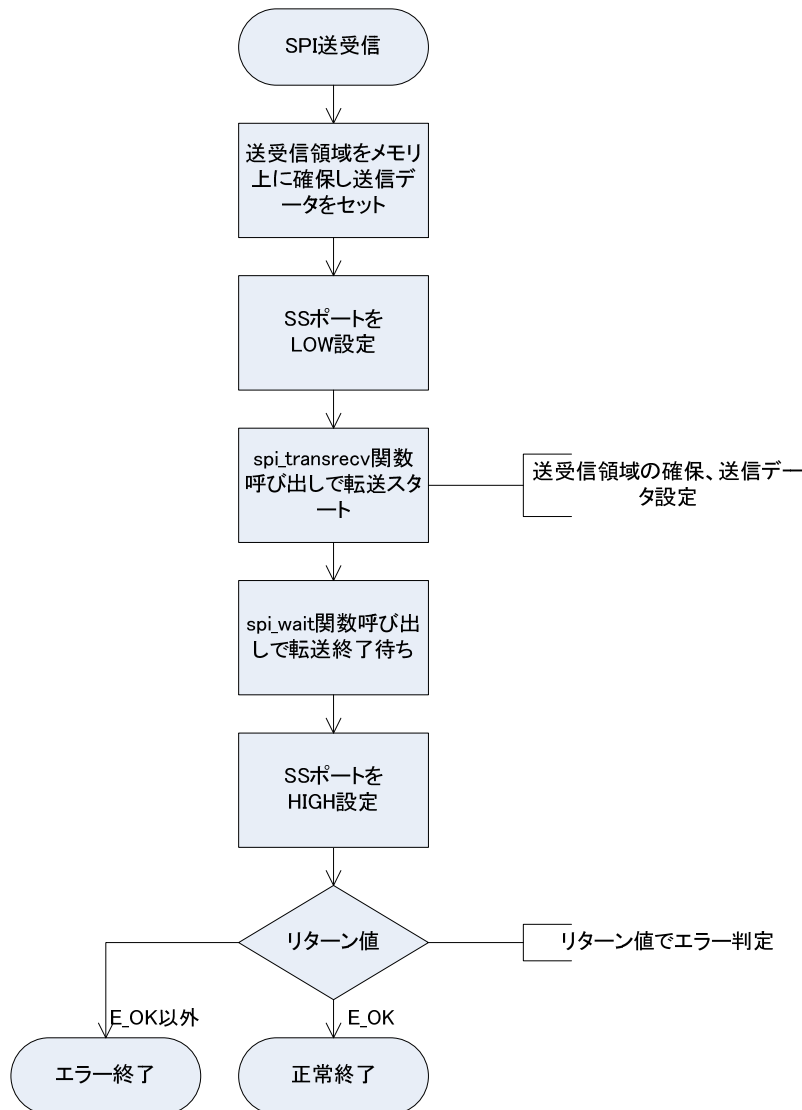 SPI送受信
送受信領域をメモリ
上に確保し送信デ
ータをセット
SSポートを
LOW設定
spi_transrecv関数
呼び出しで転送スタ
ート
送受信領域の確保、送信デー
タ設定
spi_wait関数呼び出
しで転送終了待ち
SSポートを
HIGH設定
リターン値
リターン値でエラー判定
E_OK以外
E_OK
エラー終了
正常終了